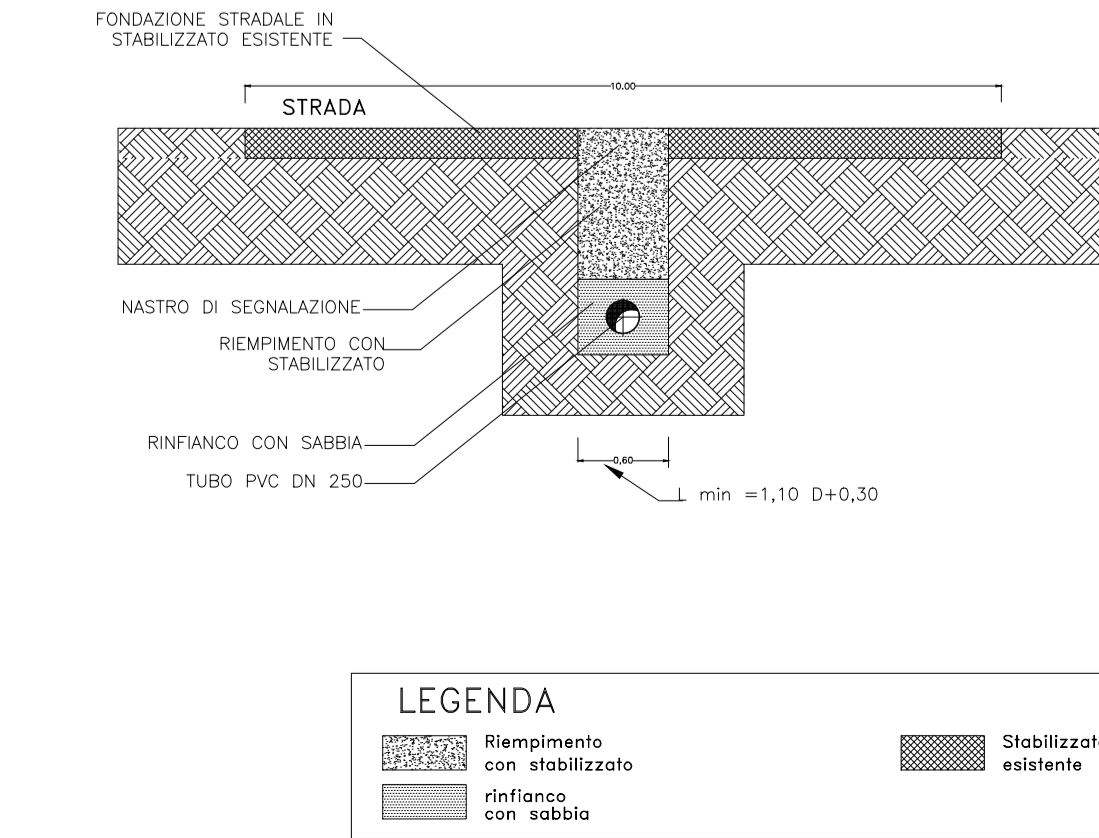 FONDAZIONE STRADALE IN
STABILIZZATO ESISTENTE
10.00
STRADA
NASTRO DI SEGNALAZIONE
RIEMPIMENTO CON
STABILIZZATO
RINFIANCO CON SABBIA
TUBO PVC DN 250
0,60
L min =1,10 D+0,30
LEGENDA
Riempimento
con stabilizzato
rinfianco
con sabbia
Stabilizzato
esistente